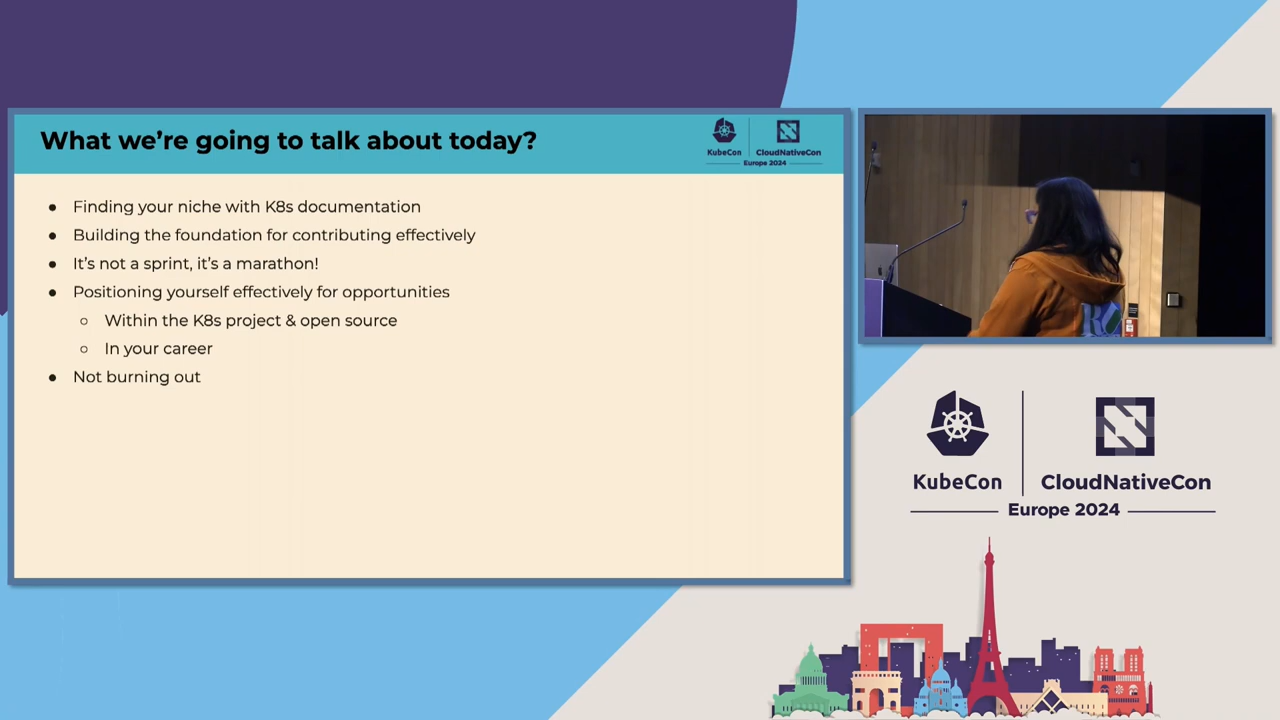 What we're going to talk about today?
KubeCon
CloudNativeCon
Europe 2024
● Finding your niche with K8s documentation
● Building the foundation for contributing effectively
● It's not a sprint, it's a marathon!
● Positioning yourself effectively for opportunities
○ Within the K8s project & open source
○ In your career
● Not burning out
KubeCon
CloudNativeCon
Europe 2024